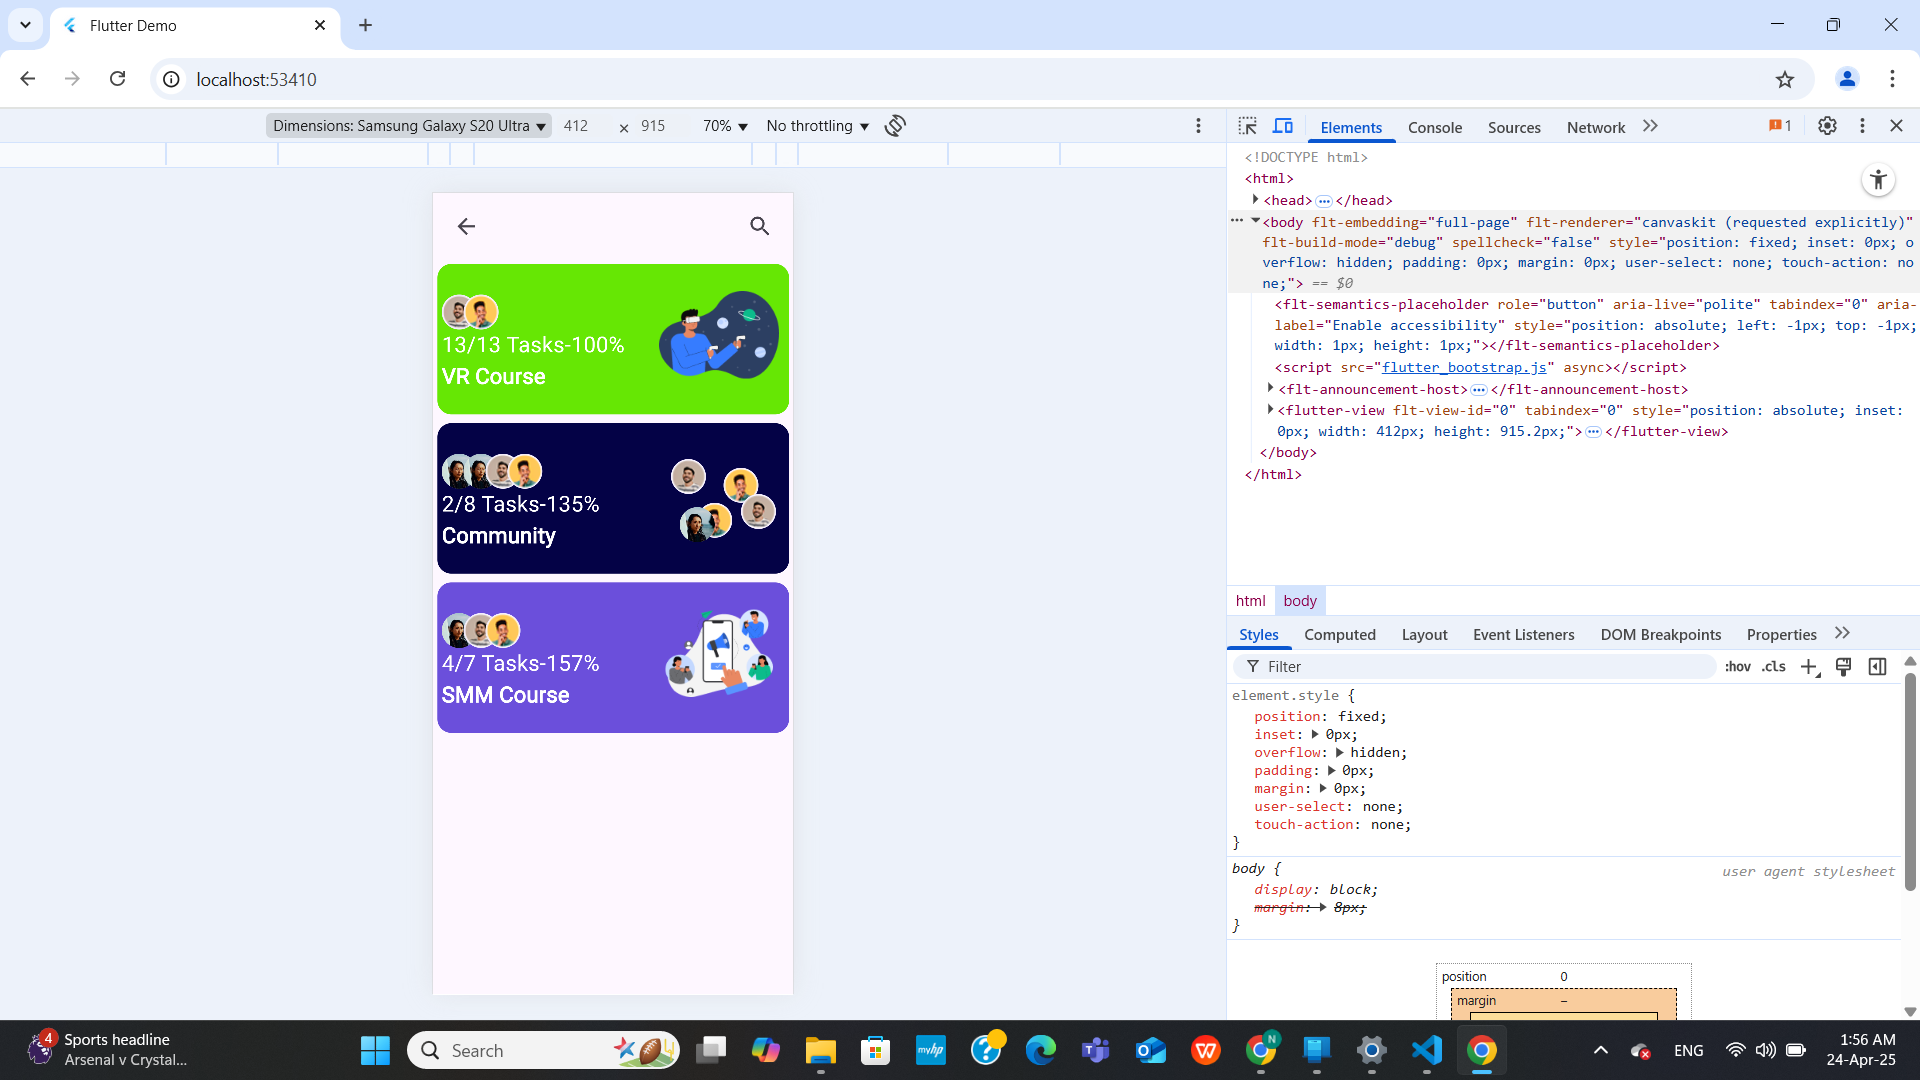 Flutter Demo
localhost:53410
Dimensions: Samsung Galaxy S20 Ultra ▼ 412 × 915 70% ▼ No throttling ▼
Elements Console Sources Network 1
<!DOCTYPE html>
<html>
<head> ••• </head>
••• <body flt-embedding="full-page" flt-renderer="canvaskit (requested explicitly)"
flt-build-mode="debug" spellcheck="false" style="position: fixed; inset: 0px; o
verflow: hidden; padding: 0px; margin: 0px; user-select: none; touch-action: no
ne;"> == $0
<flt-semantics-placeholder role="button" aria-live="polite" tabindex="0" aria-
label="Enable accessibility" style="position: absolute; left: -1px; top: -1px;
width: 1px; height: 1px;"></flt-semantics-placeholder>
<script src="flutter_bootstrap.js" async></script>
<flt-announcement-host> ••• </flt-announcement-host>
<flutter-view flt-view-id="0" tabindex="0" style="position: absolute; inset:
0px; width: 412px; height: 915.2px;"> ••• </flutter-view>
</body>
</html>
13/13 Tasks-100%
VR Course
2/8 Tasks-135%
Community
4/7 Tasks-157%
SMM Course
html body
Styles Computed Layout Event Listeners DOM Breakpoints Properties
Filter :hov .cls
element.style {
position: fixed;
inset: 0px;
overflow: hidden;
padding: 0px;
margin: 0px;
user-select: none;
touch-action: none;
}
body { user agent stylesheet
display: block;
margin: 8px;
}
position 0
margin –
4 Sports headline
Arsenal v Crystal...
Search
myhp
N
ENG
1:56 AM
24-Apr-25